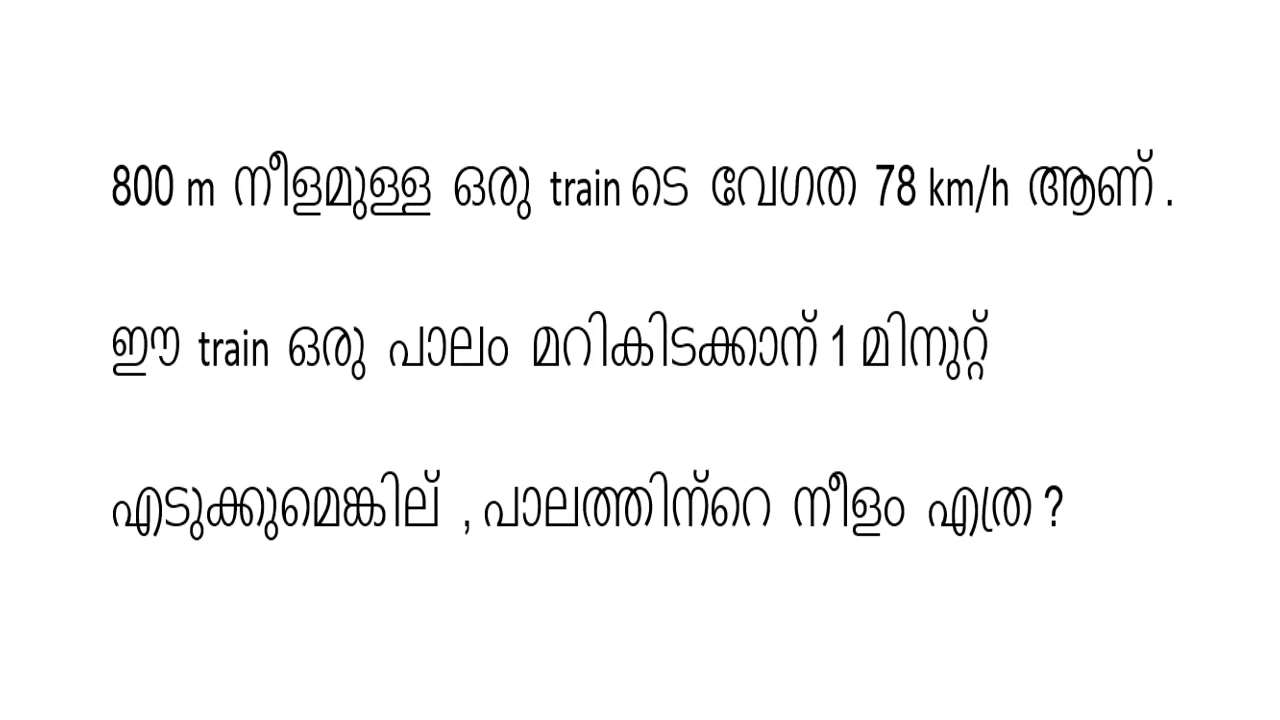 800 m നീളമുള്ള ഒരു train ടെ വേഗത 78 km/h ആണ് .
ഈ train ഒരു പാലം മറികിടക്കാന് 1 മിനുറ്റ്
എടുക്കുമെങ്കില് , പാലത്തിന്റെ നീളം എത്ര ?